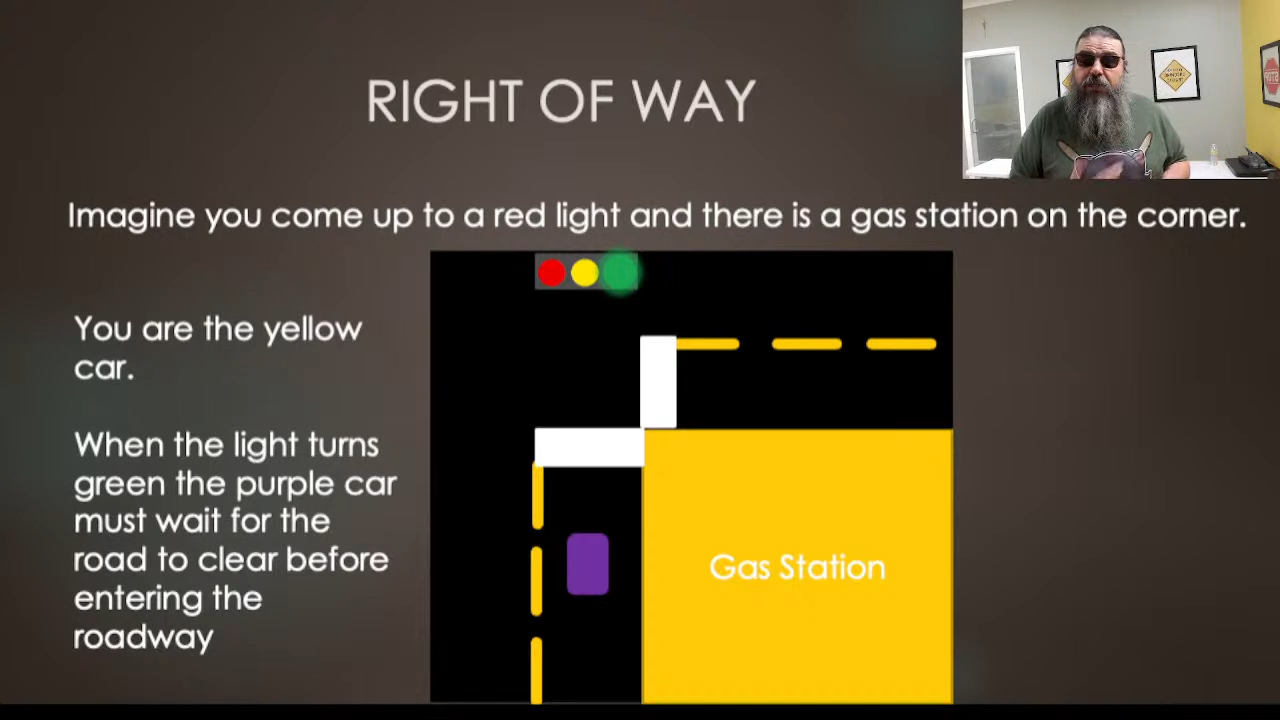 RIGHT OF WAY
Imagine you come up to a red light and there is a gas station on the corner.
You are the yellow
car.
When the light turns
green the purple car
must wait for the
road to clear before
entering the
roadway
Gas Station